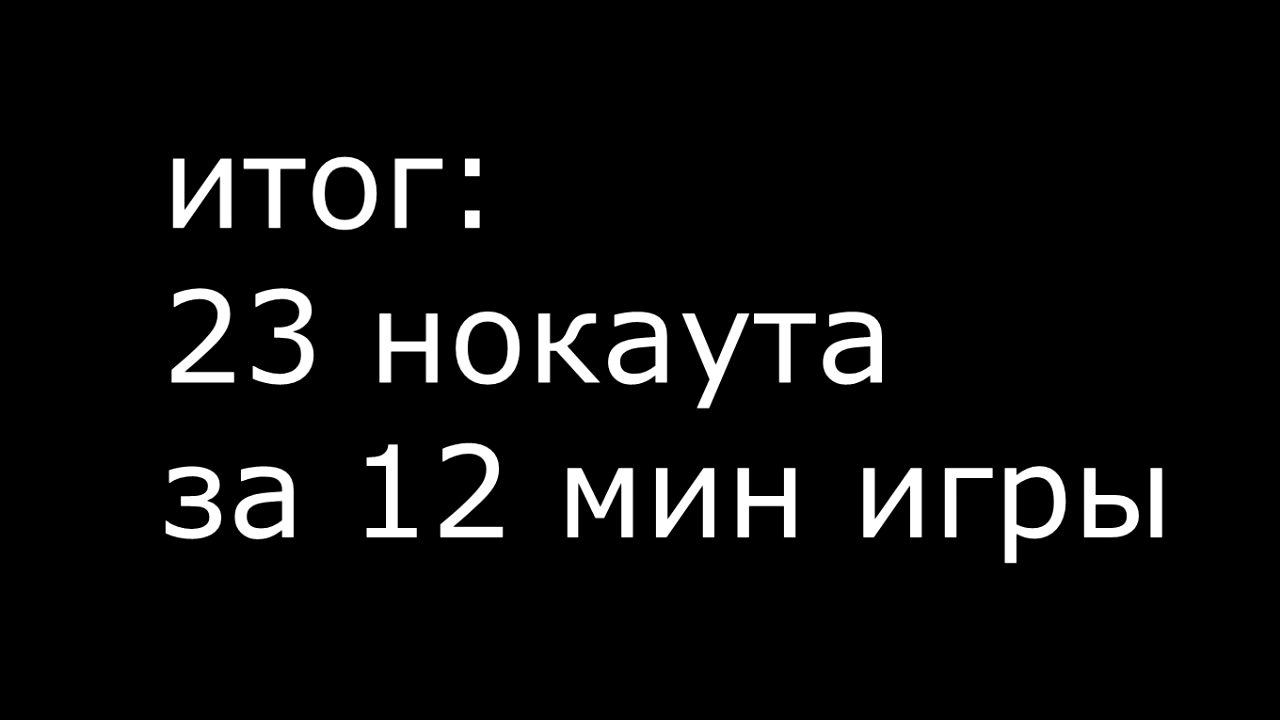 итог:
23 нокаута
за 12 мин игры